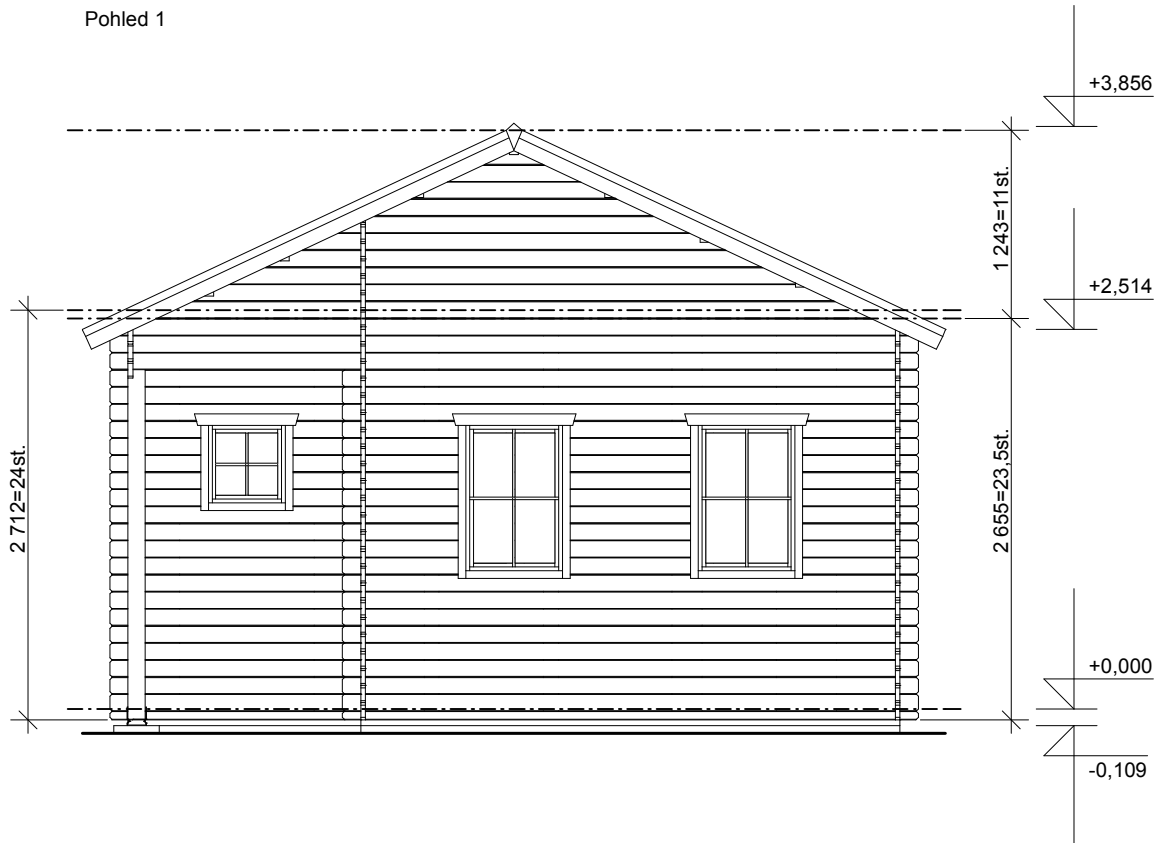 Pohled 1
+3,856
1 243=11st.
+2,514
2 712=24st.
2 655=23,5st.
+0,000
-0,109